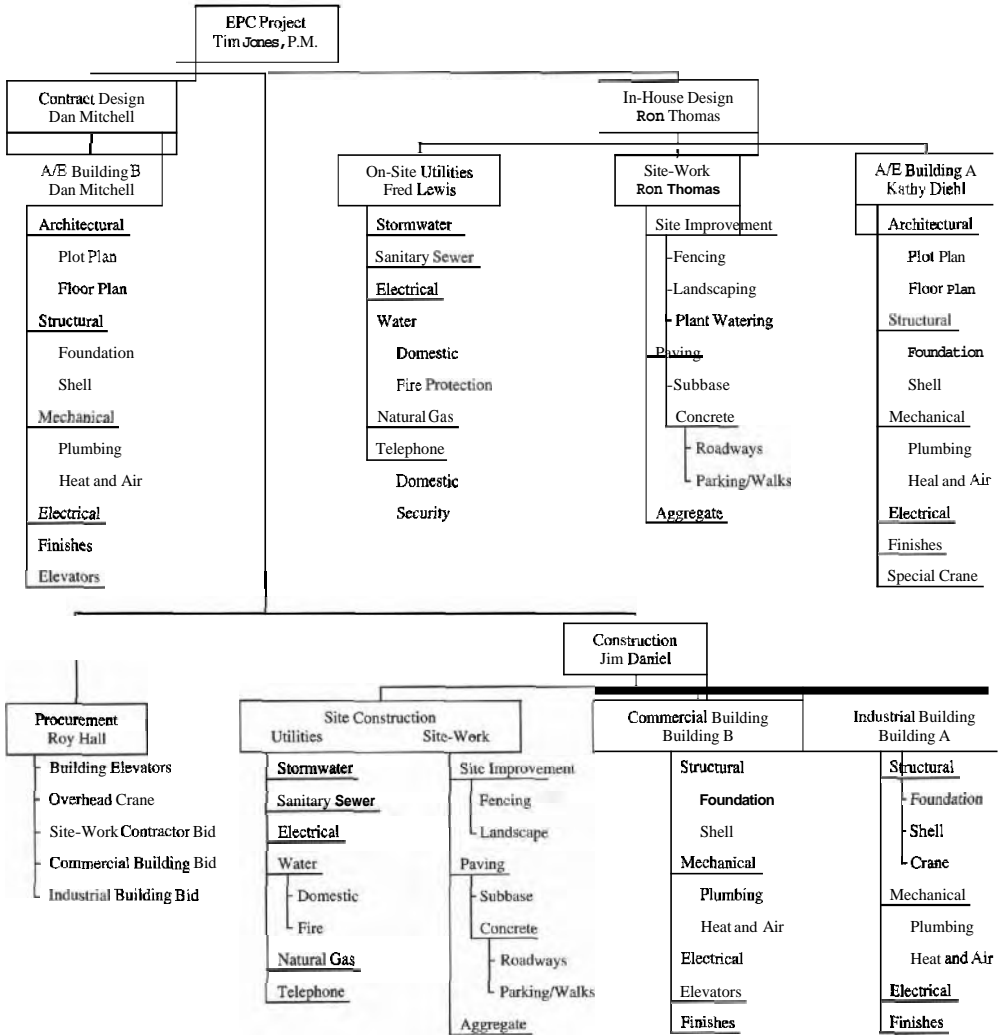 EPC Project
Tim Jones, P.M.
Contract Design
Dan Mitchell
In-House Design
Ron Thomas
A/E Building B
Dan Mitchell
Architectural
Plot Plan
Floor Plan
Structural
Foundation
Shell
Mechanical
Plumbing
Heat and Air
Electrical
Finishes
Elevators
On-Site Utilities
Fred Lewis
Stormwater
Sanitary Sewer
Electrical
Water
Domestic
Fire Protection
Natural Gas
Telephone
Domestic
Security
Site-Work
Ron Thomas
Site Improvement
Fencing
Landscaping
Plant Watering
Paving
Subbase
Concrete
Roadways
Parking/Walks
Aggregate
A/E Building A
Kathy Diehl
Architectural
Plot Plan
Floor Plan
Structural
Foundation
Shell
Mechanical
Plumbing
Heal and Air
Electrical
Finishes
Special Crane
Construction
Jim Daniel
Procurement
Roy Hall
Building Elevators
Overhead Crane
Site-Work Contractor Bid
Commercial Building Bid
Industrial Building Bid
Site Construction
Utilities Site-Work
Stormwater
Sanitary Sewer
Electrical
Water
Domestic
Fire
Natural Gas
Telephone
Site Improvement
Fencing
Landscape
Paving
Subbase
Concrete
Roadways
Parking/Walks
Aggregate
Commercial Building
Building B
Structural
Foundation
Shell
Mechanical
Plumbing
Heat and Air
Electrical
Elevators
Finishes
Industrial Building
Building A
Structural
Foundation
Shell
Crane
Mechanical
Plumbing
Heat and Air
Electrical
Finishes